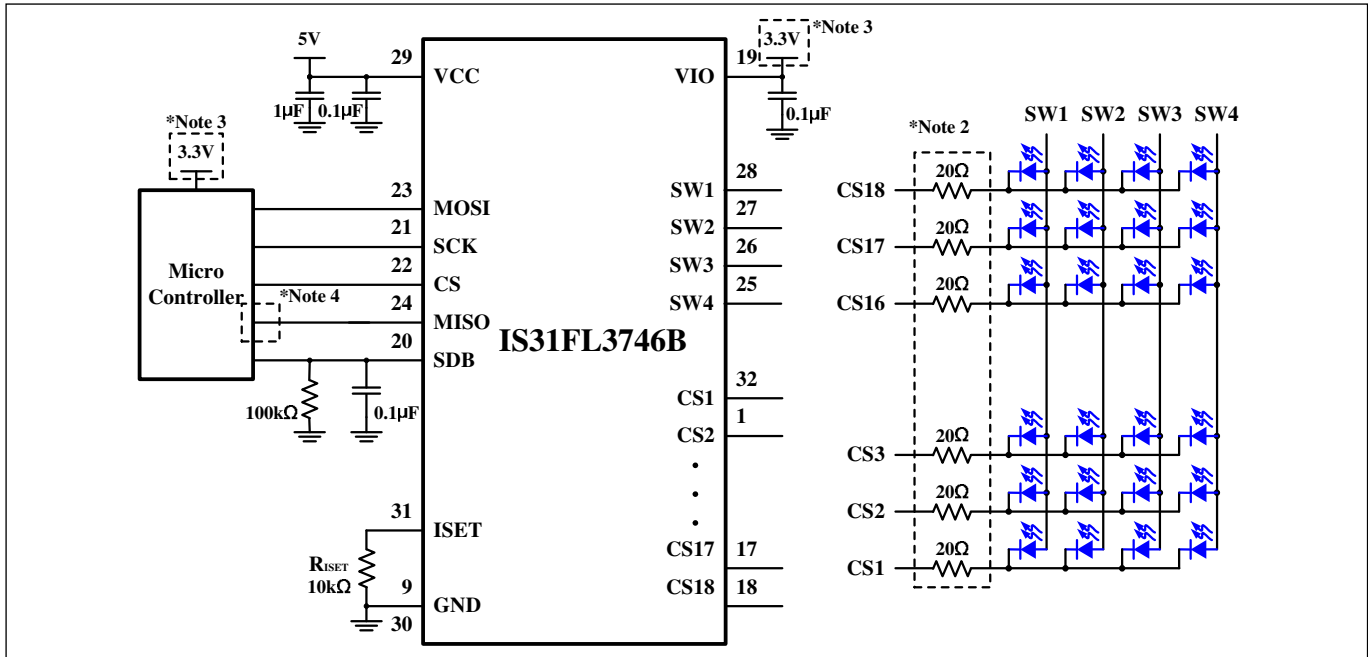 5V
29
VCC
1µF
0.1µF
*Note 3
3.3V
Micro
Controller
*Note 4
23
MOSI
21
SCK
22
CS
24
MISO
20
SDB
100kΩ
0.1µF
31
ISET
RISET
10kΩ
9
GND
30
IS31FL3746B
*Note 3
3.3V
19
VIO
0.1µF
28
SW1
27
SW2
26
SW3
25
SW4
32
CS1
1
CS2
CS17
17
CS18
18
*Note 2
SW1 SW2 SW3 SW4
20Ω
CS18
20Ω
CS17
20Ω
CS16
20Ω
CS3
20Ω
CS2
20Ω
CS1